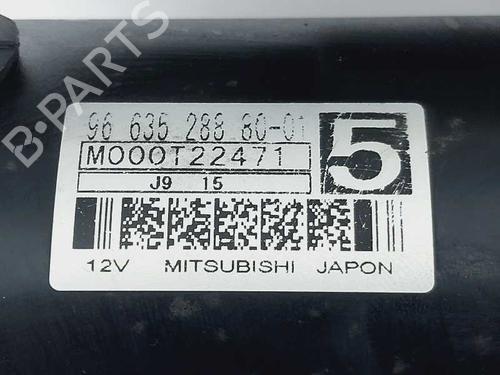 96 635 288 80-01
M000T22471
5
J9 15
12V MITSUBISHI JAPON
B-PARTS